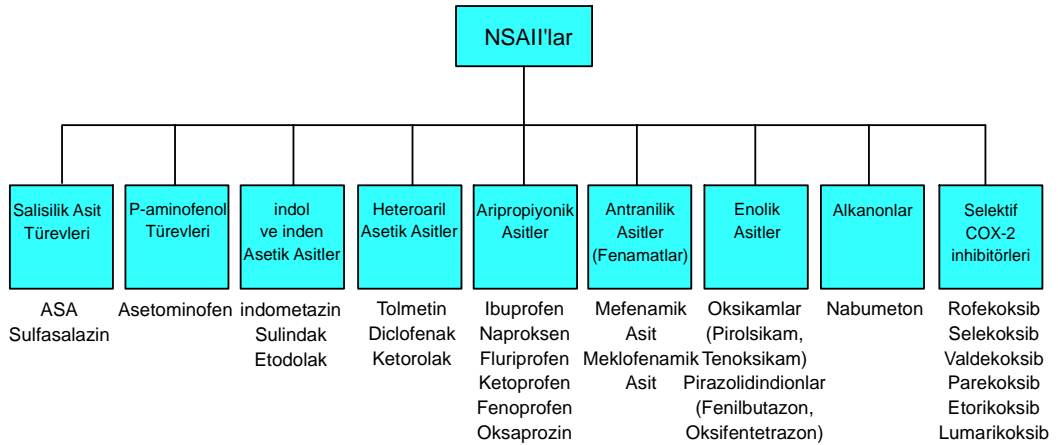 NSAII'lar
Salisilik Asit
Türevleri
ASA
Sulfasalazin
P-aminofenol
Türevleri
Asetominofen
indol
ve inden
Asetik Asitler
indometazin
Sulindak
Etodolak
Heteroaril
Asetik Asitler
Tolmetin
Diclofenak
Ketorolak
Aripropiyonik
Asitler
Ibuprofen
Naproksen
Fluriprofen
Ketoprofen
Fenoprofen
Oksaprozin
Antranilik
Asitler
(Fenamatlar)
Mefenamik
Asit
Meklofenamik
Asit
Enolik
Asitler
Oksikamlar
(Pirolsikam,
Tenoksikam)
Pirazolidindionlar
(Fenilbutazon,
Oksifentetrazon)
Alkanonlar
Nabumeton
Selektif
COX-2
inhibitörleri
Rofekoksib
Selekoksib
Valdekoksib
Parekoksib
Etorikoksib
Lumarikoksib